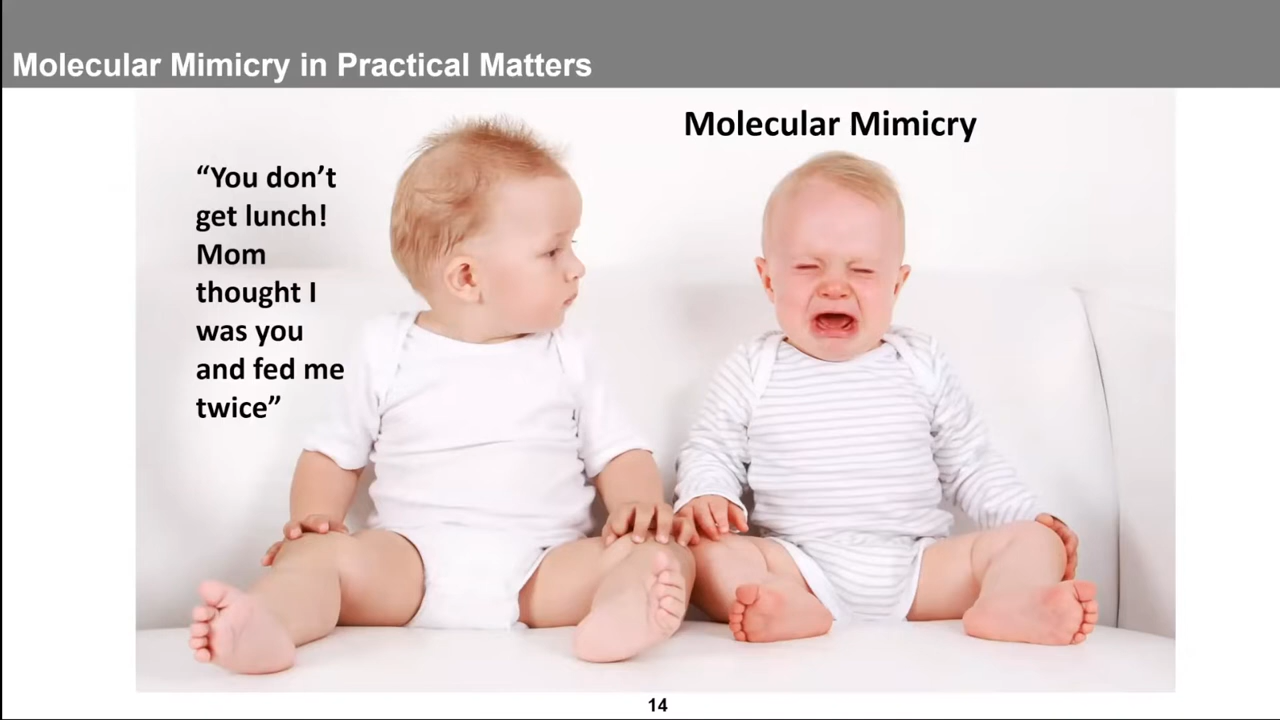 Molecular Mimicry in Practical Matters
Molecular Mimicry
“You don’t
get lunch!
Mom
thought I
was you
and fed me
twice”
14